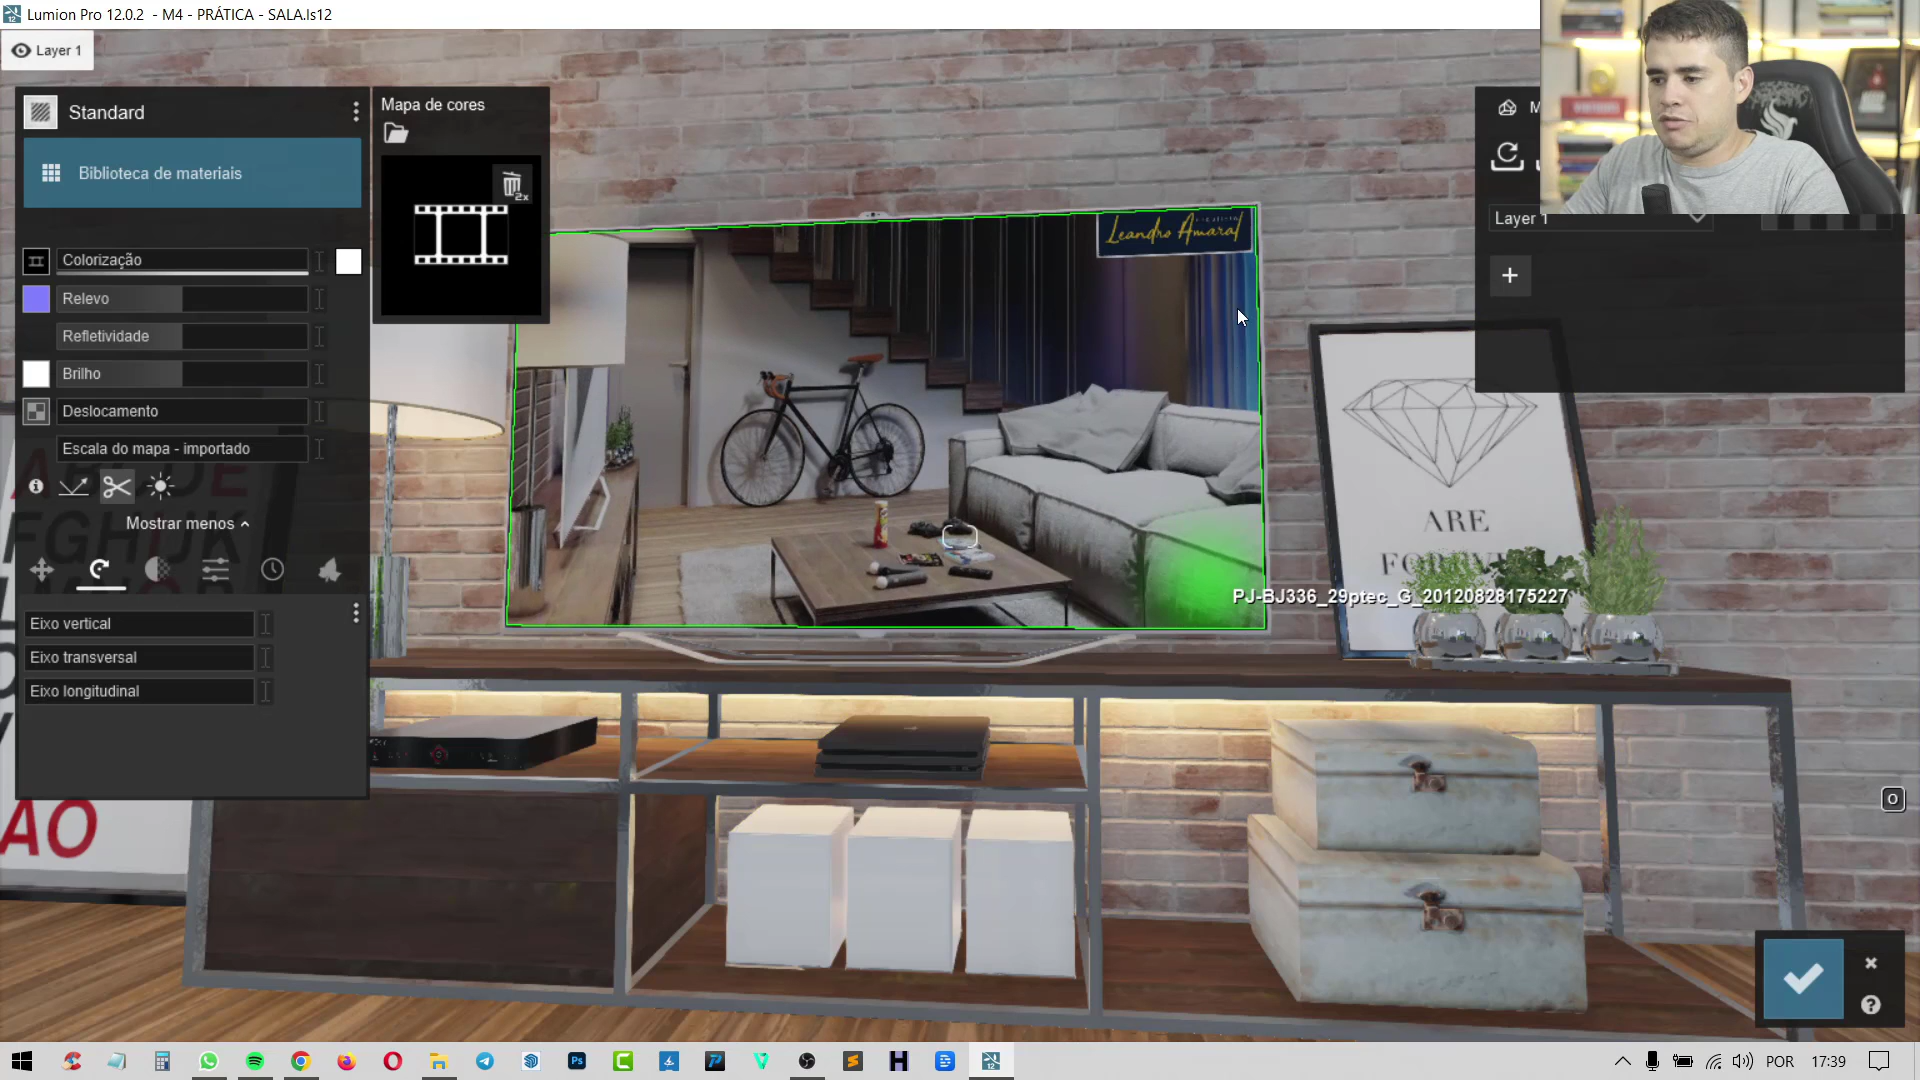 Lumion Pro 12.0.2 - M4 - PRÁTICA - SALA.ls12
Layer 1
Standard
Biblioteca de materiais
Colorização
Relevo
Refletividade
Brilho
Deslocamento
Escala do mapa - importado
Mostrar menos
Eixo vertical
Eixo transversal
Eixo longitudinal
Mapa de cores
2x
Leandro Amaral
PJ-BJ336_29ptec_G_20120828175227
M
Layer 1
+
ARE
AO
O
POR
17:39